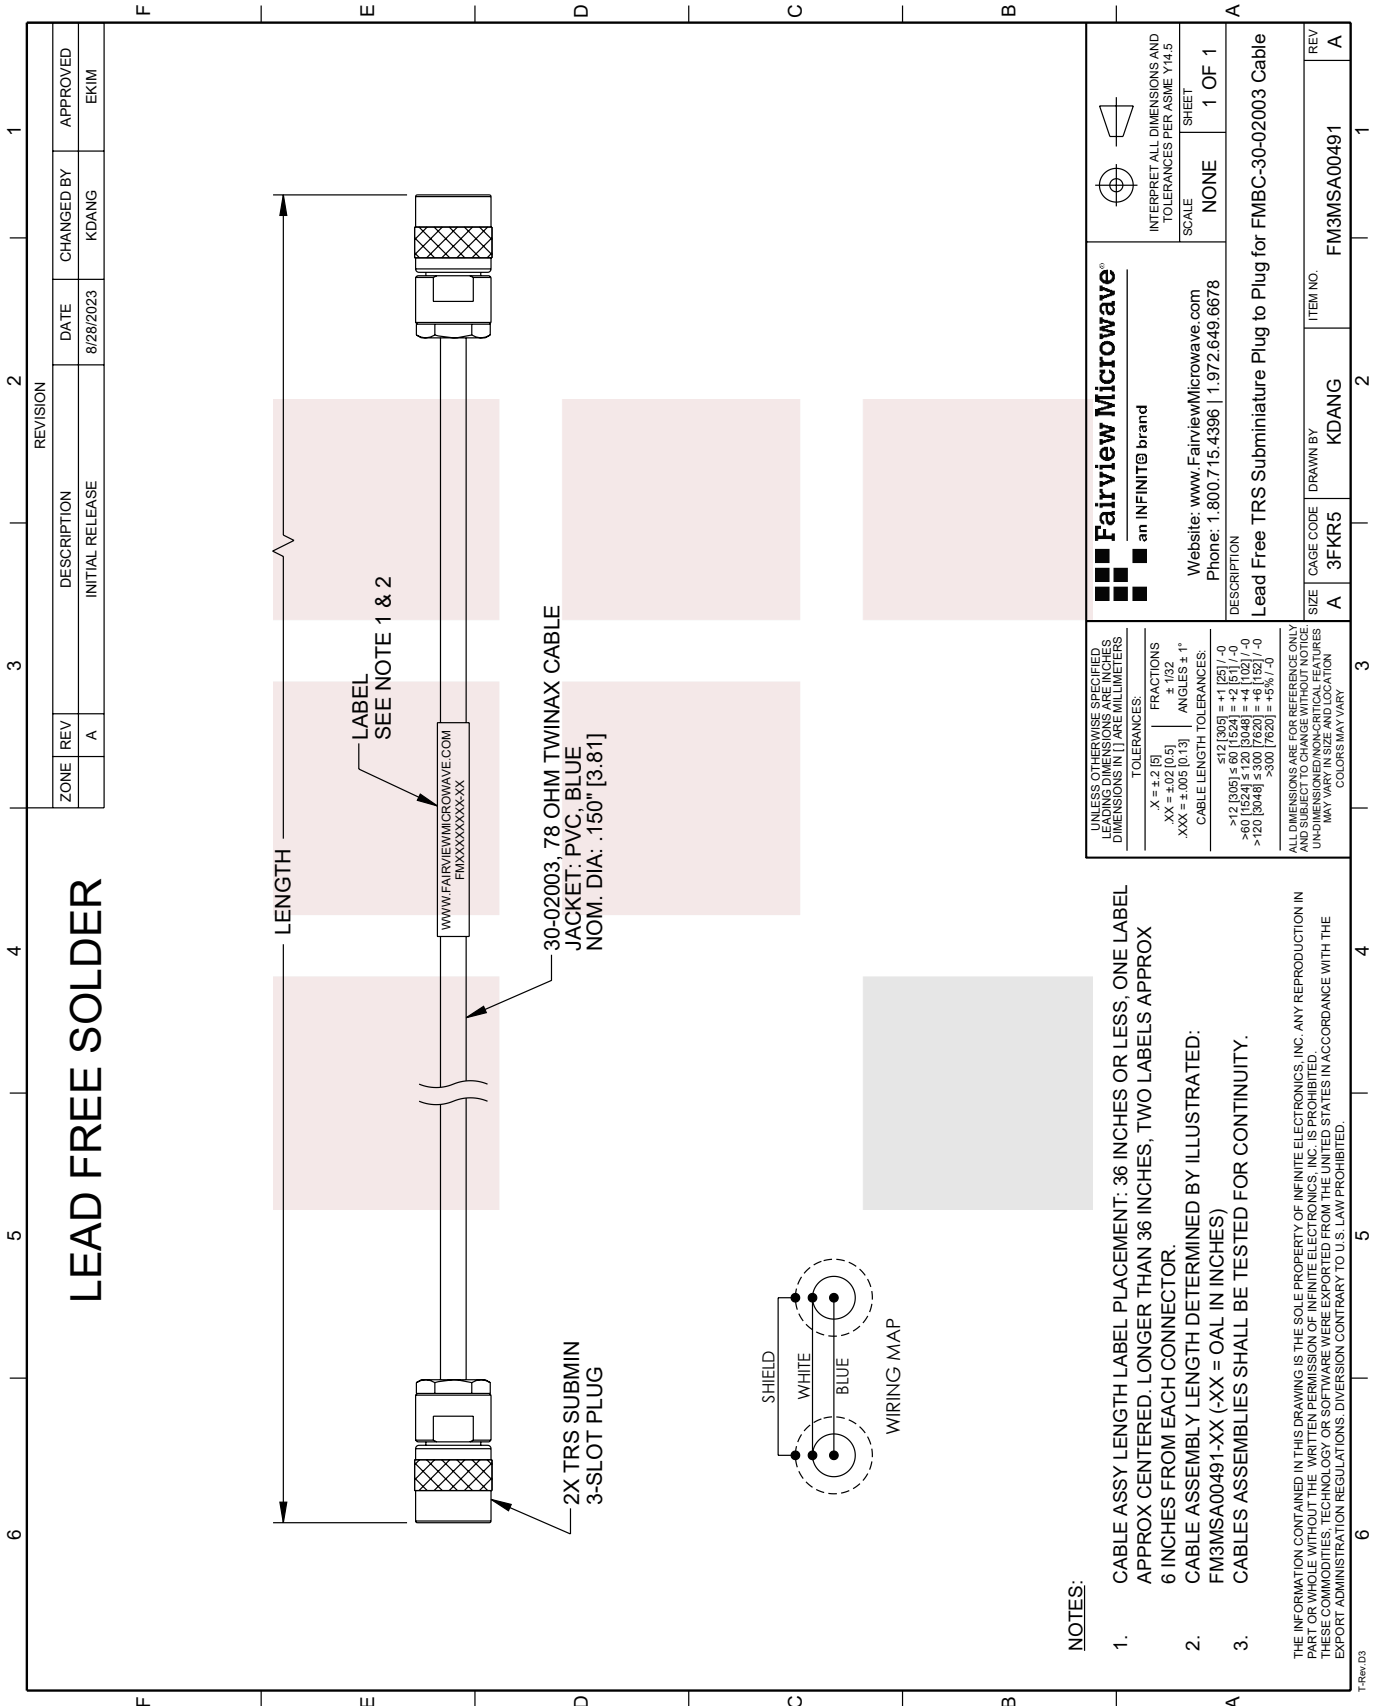 LEAD FREE SOLDER
REVISION
ZONE REV DESCRIPTION DATE CHANGED BY APPROVED
A INITIAL RELEASE 8/28/2023 KDANG EKIM
6 5 4 3 2 1
F
E
D
C
B
A
F
E
D
C
B
A
LENGTH
LABEL
SEE NOTE 1 & 2
WWW.FAIRVIEWMICROWAVE.COM
FMXXXXXXXX-XX
30-02003, 78 OHM TWINAX CABLE
JACKET: PVC, BLUE
NOM. DIA: .150" [3.81]
2X TRS SUBMIN
3-SLOT PLUG
SHIELD
WHITE
BLUE
WIRING MAP
NOTES:
1. CABLE ASSY LENGTH LABEL PLACEMENT: 36 INCHES OR LESS, ONE LABEL
APPROX CENTERED. LONGER THAN 36 INCHES, TWO LABELS APPROX
6 INCHES FROM EACH CONNECTOR.
2. CABLE ASSEMBLY LENGTH DETERMINED BY ILLUSTRATED:
FM3MSA00491-XX (-XX = OAL IN INCHES)
3. CABLES ASSEMBLIES SHALL BE TESTED FOR CONTINUITY.
THE INFORMATION CONTAINED IN THIS DRAWING IS THE SOLE PROPERTY OF INFINITE ELECTRONICS, INC. ANY REPRODUCTION IN
PART OR WHOLE WITHOUT THE WRITTEN PERMISSION OF INFINITE ELECTRONICS, INC. IS PROHIBITED.
THESE COMMODITIES, TECHNOLOGY OR SOFTWARE WERE EXPORTED FROM THE UNITED STATES IN ACCORDANCE WITH THE
EXPORT ADMINISTRATION REGULATIONS. DIVERSION CONTRARY TO U.S. LAW PROHIBITED.
UNLESS OTHERWISE SPECIFIED
LEADING DIMENSIONS ARE INCHES
DIMENSIONS IN [ ] ARE MILLIMETERS
TOLERANCES:
.X = ± .2 [5] FRACTIONS
.XX = ±.02 [0.5] ± 1/32
.XXX = ±.005 [0.13] ANGLES ± 1°
CABLE LENGTH TOLERANCES:
≤12 [305] = +1 [25] / -0
>12 [305] ≤ 60 [1524] = +2 [51] / -0
>60 [1524] ≤ 120 [3048] = +4 [102] / -0
>120 [3048] ≤ 300 [7620] = +6 [152] / -0
>300 [7620] = +5% / -0
ALL DIMENSIONS ARE FOR REFERENCE ONLY
AND SUBJECT TO CHANGE WITHOUT NOTICE.
UN-DIMENSIONED/NON-CRITICAL FEATURES
MAY VARY IN SIZE AND LOCATION
COLORS MAY VARY
Fairview Microwave®
an INFINITE brand
Website: www.FairviewMicrowave.com
Phone: 1.800.715.4396 | 1.972.649.6678
INTERPRET ALL DIMENSIONS AND
TOLERANCES PER ASME Y14.5
SCALE SHEET
NONE 1 OF 1
DESCRIPTION
Lead Free TRS Subminiature Plug to Plug for FMBC-30-02003 Cable
SIZE CAGE CODE DRAWN BY ITEM NO. REV
A 3FKR5 KDANG FM3MSA00491 A
6 5 4 3 2 1
T-Rev.D3